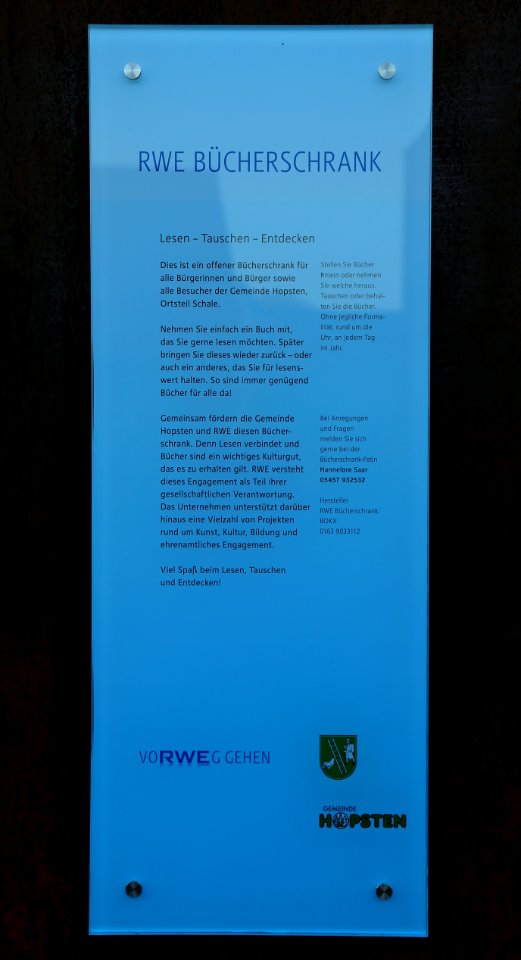 RWE BÜCHERSCHRANK
Lesen – Tauschen – Entdecken
Dies ist ein offener Bücherschrank für
alle Bürgerinnen und Bürger sowie
alle Besucher der Gemeinde Hopsten,
Ortsteil Schale.
Nehmen Sie einfach ein Buch mit,
das Sie gerne lesen möchten. Später
bringen Sie dieses wieder zurück – oder
auch ein anderes, das Sie für lesens-
wert halten. So sind immer genügend
Bücher für alle da!
Gemeinsam fördern die Gemeinde
Hopsten und RWE diesen Bücher-
schrank. Denn Lesen verbindet und
Bücher sind ein wichtiges Kulturgut,
das es zu erhalten gilt. RWE versteht
dieses Engagement als Teil ihrer
gesellschaftlichen Verantwortung.
Das Unternehmen unterstützt darüber
hinaus eine Vielzahl von Projekten
rund um Kunst, Kultur, Bildung und
ehrenamtliches Engagement.
Viel Spaß beim Lesen, Tauschen
und Entdecken!
Stellen Sie Bücher
hinein oder nehmen
Sie welche heraus.
Tauschen oder behal-
ten Sie die Bücher.
Ohne jegliche Forma-
lität, rund um die
Uhr, an jedem Tag
im Jahr.
Bei Anregungen
und Fragen
melden Sie sich
gerne bei der
Bücherschrank-Patin
Hannelore Saar
05457 932532
Hersteller
RWE Bücherschrank:
BOKX
0163 9033112
VORWEG GEHEN
GEMEINDE
HOPSTEN